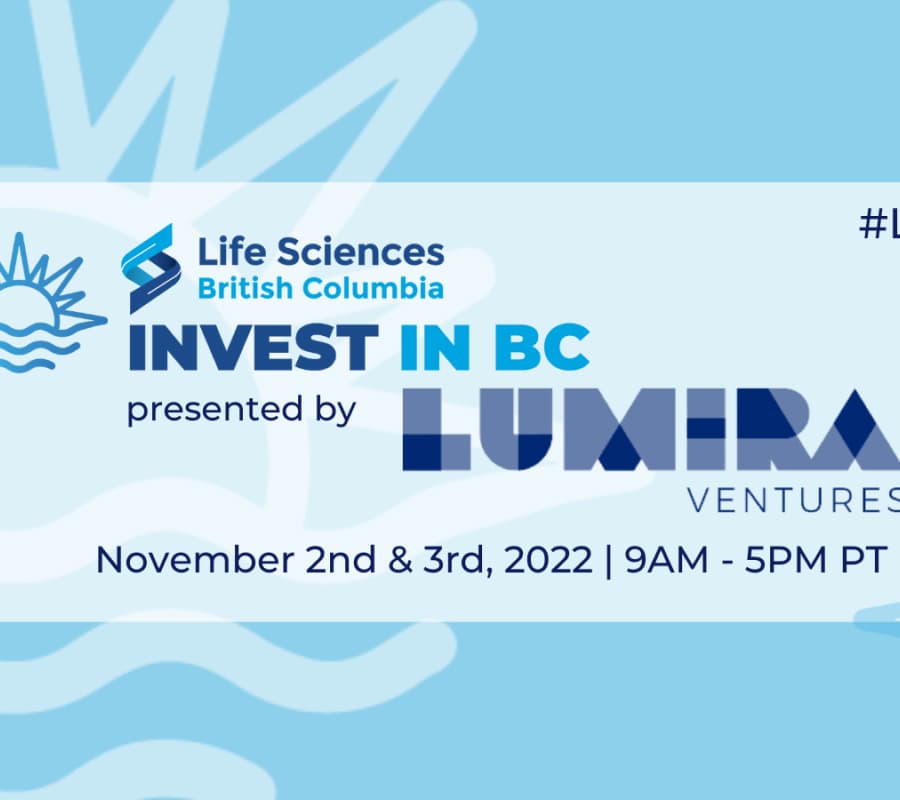 #L
Life Sciences
British Columbia
INVEST IN BC
presented by
LUMIRA
VENTURES
November 2nd & 3rd, 2022 | 9AM - 5PM PT